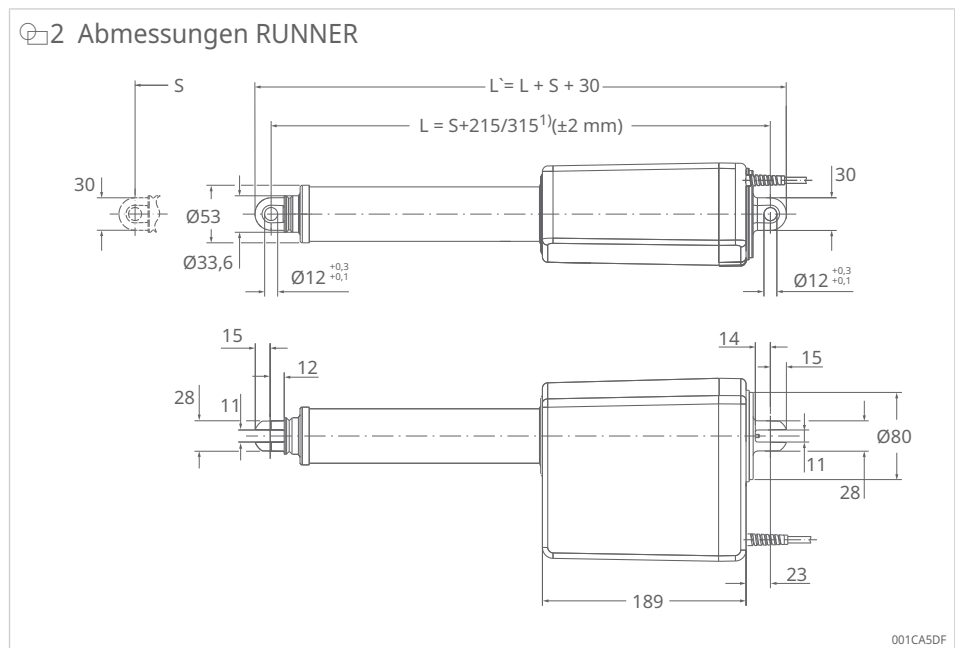 2 Abmessungen RUNNER
S
L`= L + S + 30
L = S+215/315¹⁾(±2 mm)
30
30
Ø53
Ø33,6
Ø12 +0,3 +0,1
Ø12 +0,3 +0,1
15
14
12
15
28
11
Ø80
11
28
23
189
001CA5DF